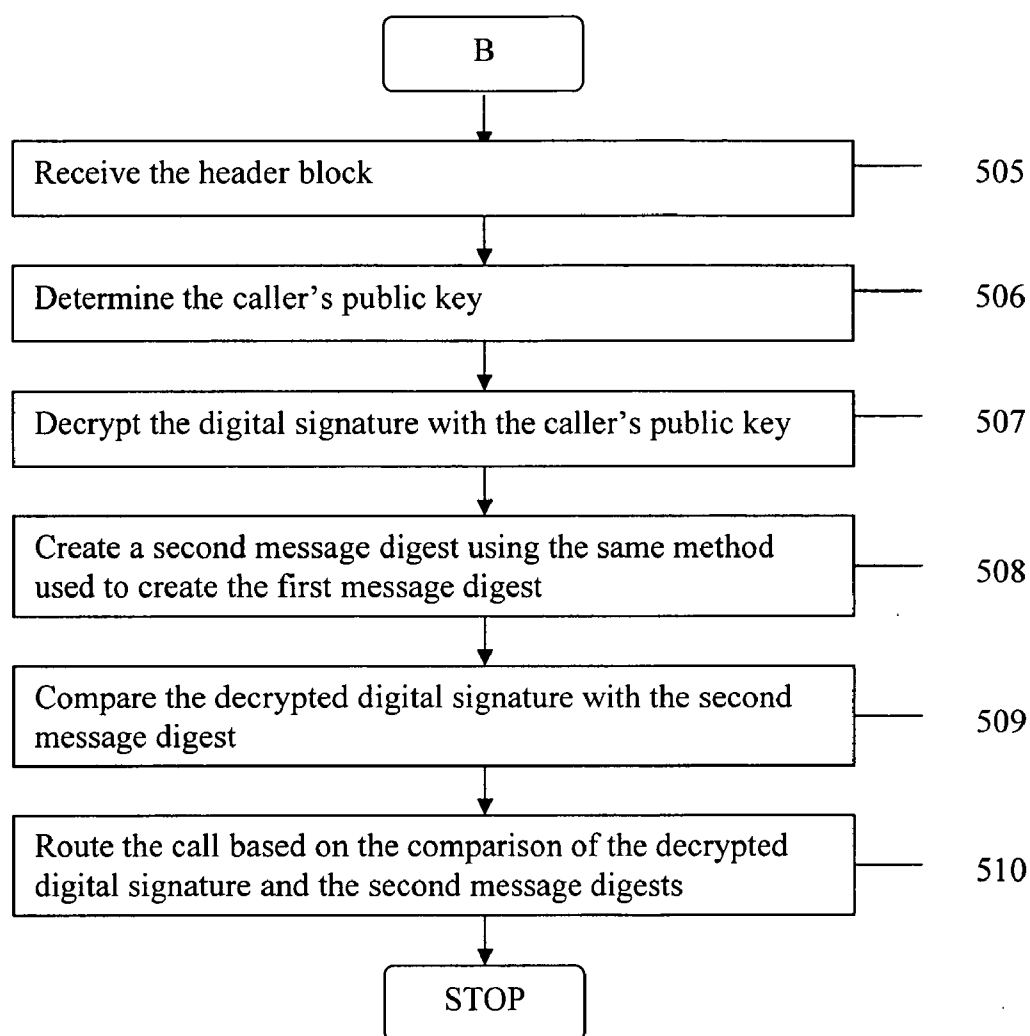 B
Receive the header block
505
Determine the caller's public key
506
Decrypt the digital signature with the caller's public key
507
Create a second message digest using the same method
used to create the first message digest
508
Compare the decrypted digital signature with the second
message digest
509
Route the call based on the comparison of the decrypted
digital signature and the second message digests
510
STOP